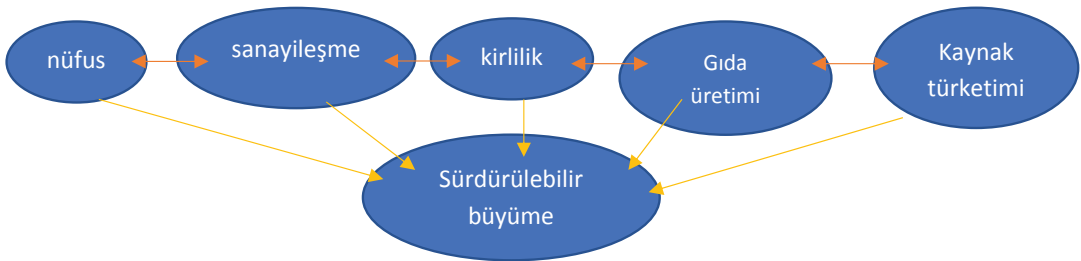 nüfus
sanayileşme
kirlilik
Gıda
üretimi
Kaynak
türketimi
Sürdürülebilir
büyüme